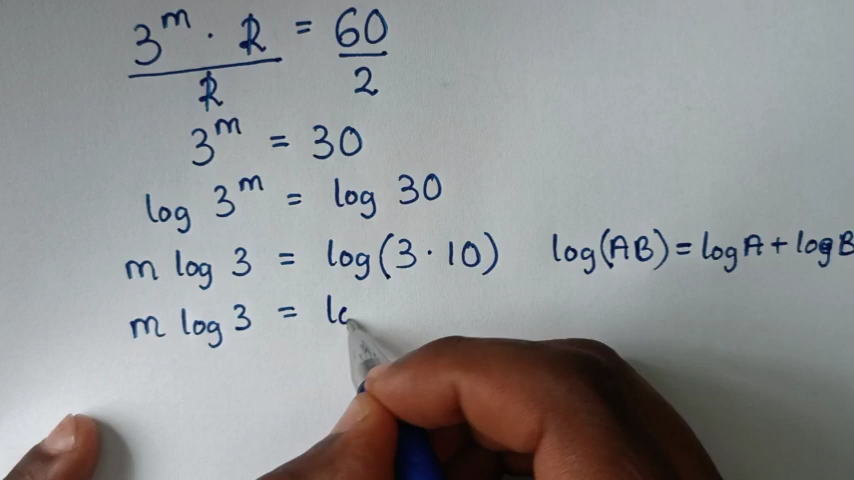 3^m · 2 / 2 = 60 / 2
3^m = 30
log 3^m = log 30
m log 3 = log(3 · 10) log(AB) = log A + log B
m log 3 = lo